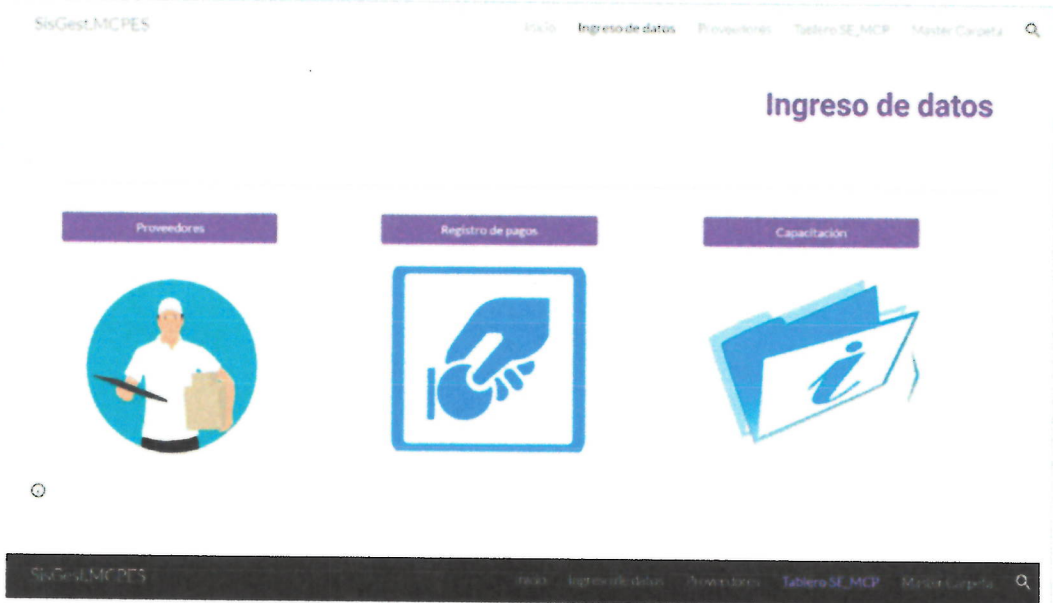 SisGest.MCPES
Inicio Ingreso de datos Proveedores Tablero SE_MCP Master Carpeta
Ingreso de datos
Proveedores Registro de pagos Capacitación
SisGest.MCPES
Inicio Ingreso de datos Proveedores Tablero SE_MCP Master Carpeta